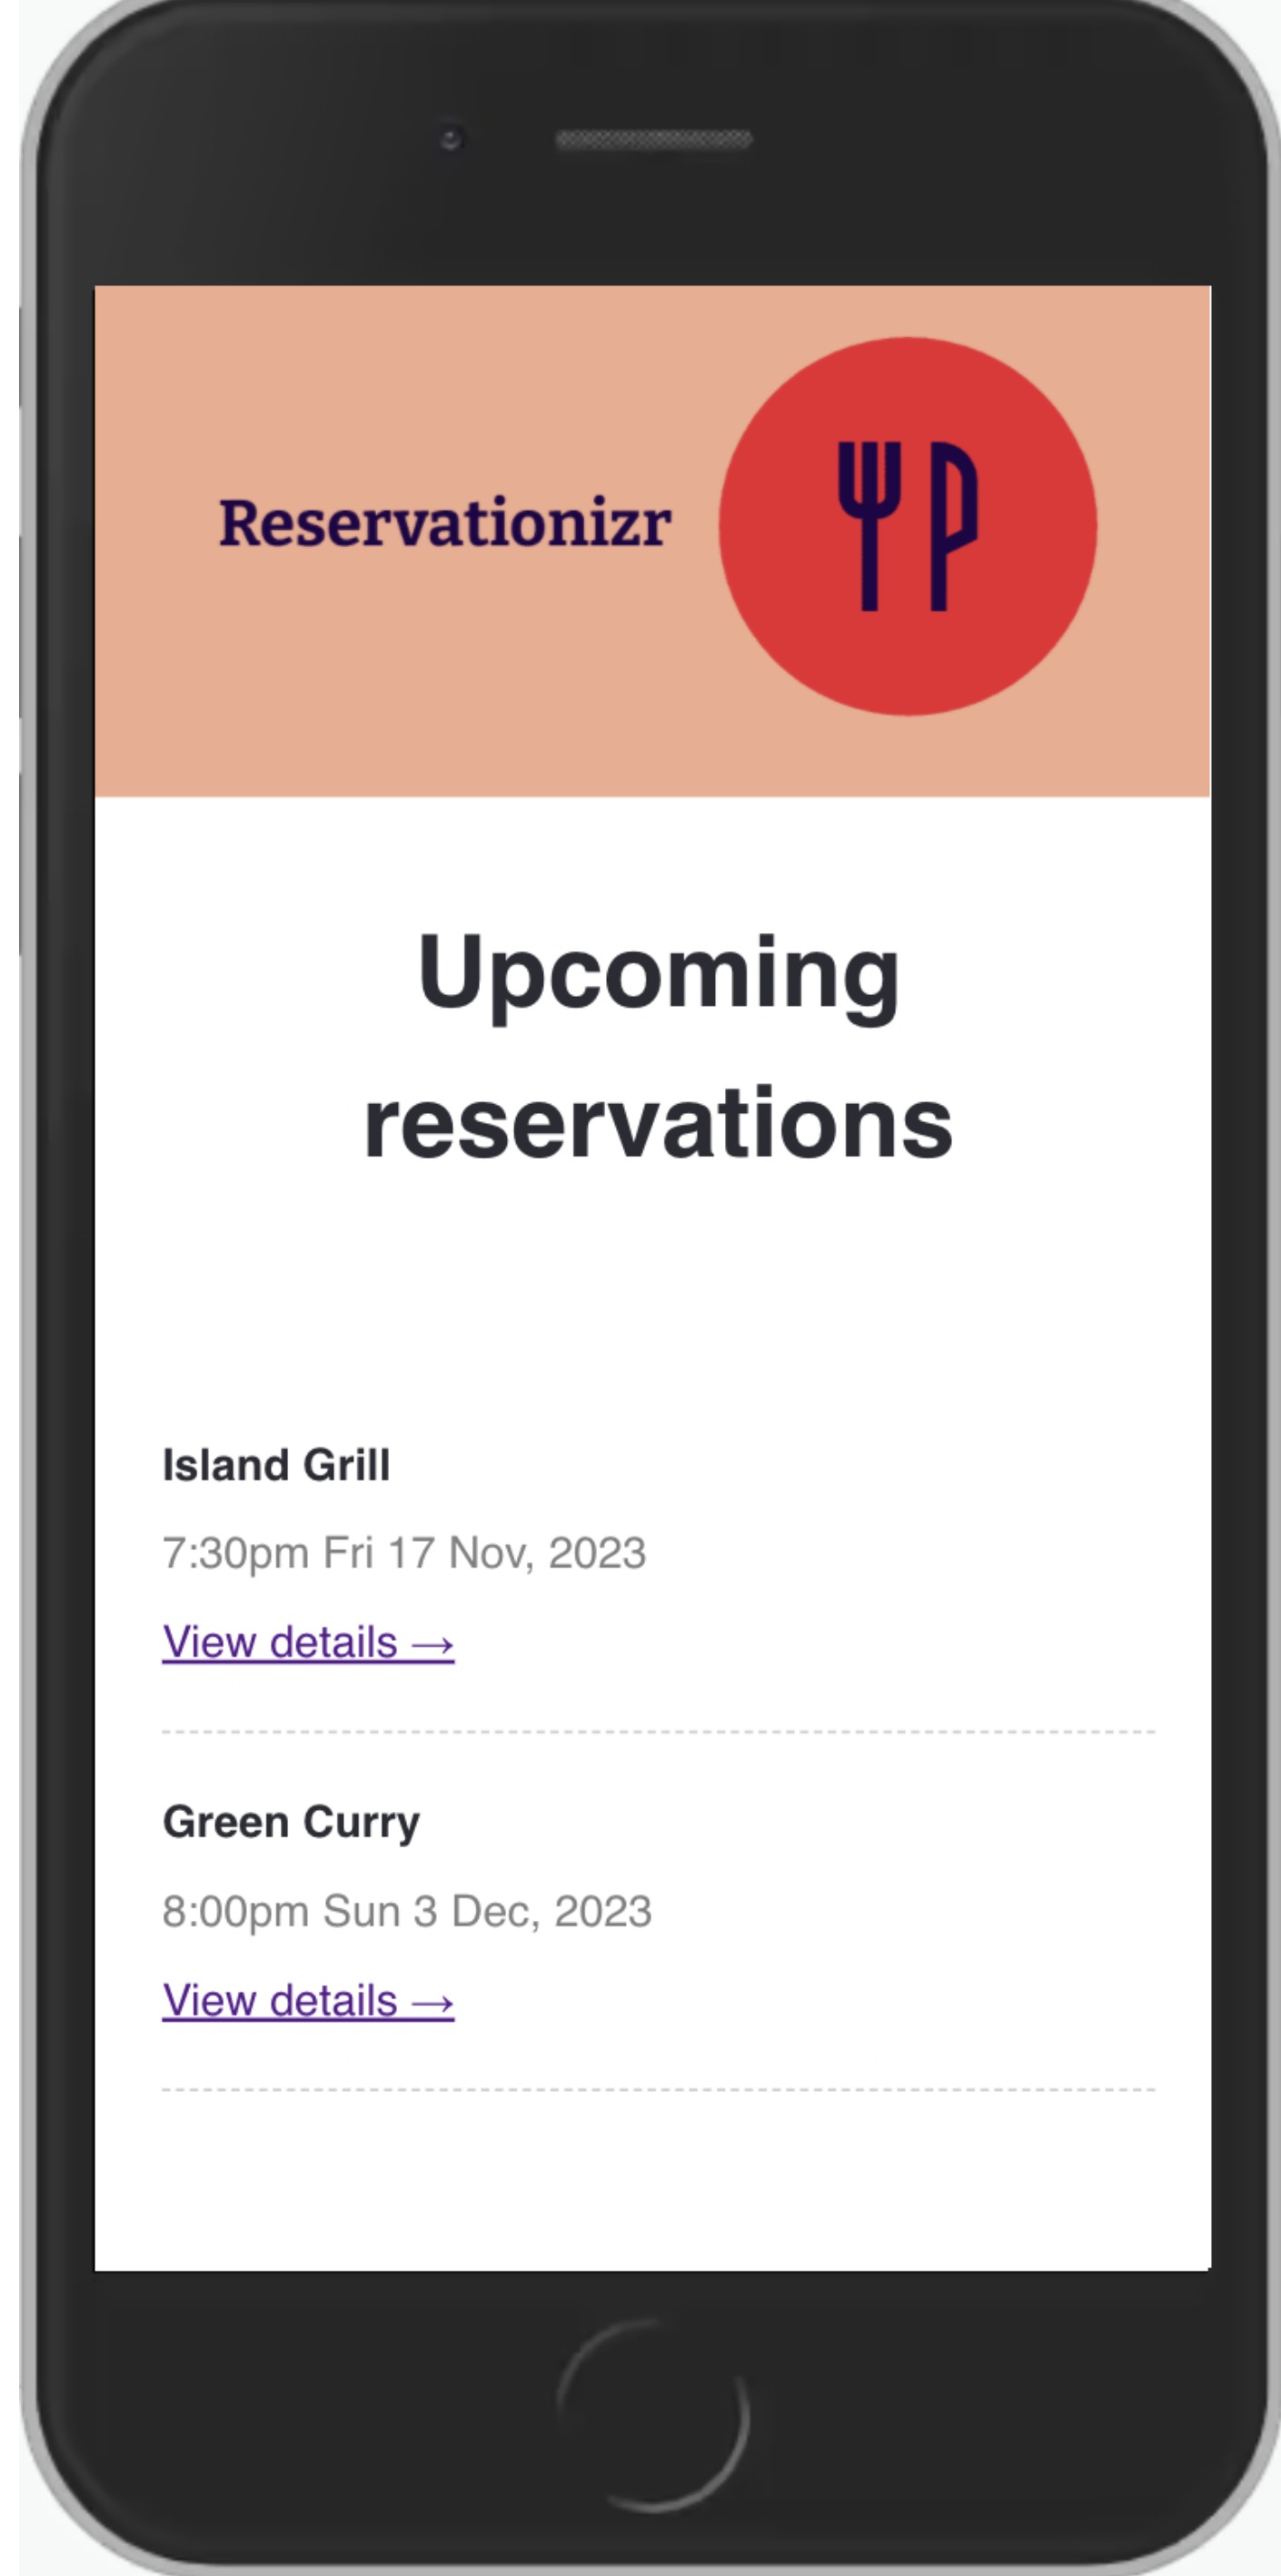 Reservationizr
Upcoming
reservations
Island Grill
7:30pm Fri 17 Nov, 2023
View details →
Green Curry
8:00pm Sun 3 Dec, 2023
View details →